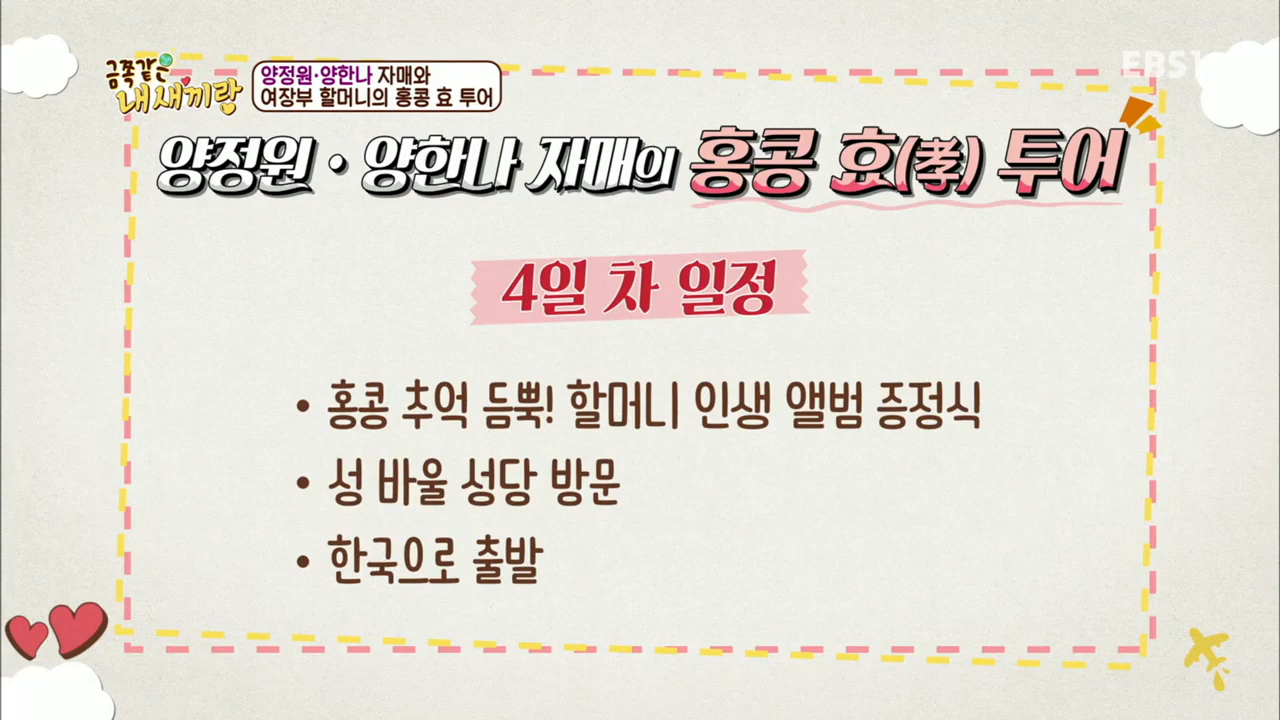 금쪽같은
내 새끼랑
양정원·양한나 자매와
여장부 할머니의 홍콩 효 투어
EBS1
양정원·양한나 자매의 홍콩 효(孝) 투어
4일 차 일정
• 홍콩 추억 듬뿍! 할머니 인생 앨범 증정식
• 성 바울 성당 방문
• 한국으로 출발